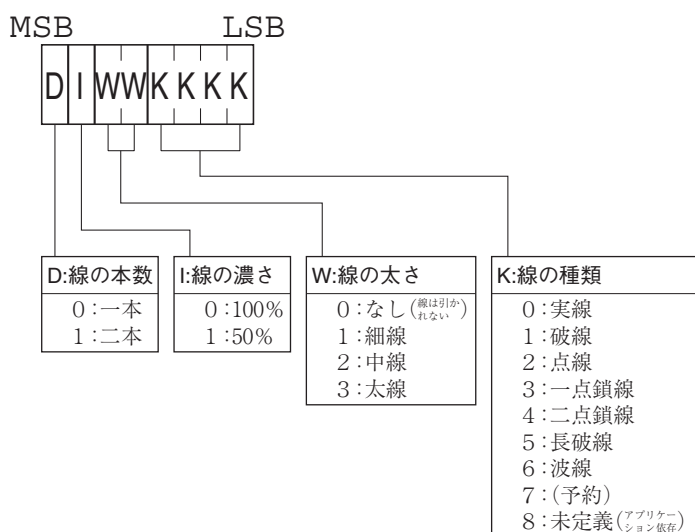 MSB LSB
D I W W K K K K
D:線の本数
0:一本
1:二本
I:線の濃さ
0:100%
1:50%
W:線の太さ
0:なし(線は引かれない)
1:細線
2:中線
3:太線
K:線の種類
0:実線
1:破線
2:点線
3:一点鎖線
4:二点鎖線
5:長破線
6:波線
7:(予約)
8:未定義(アプリケーション依存)